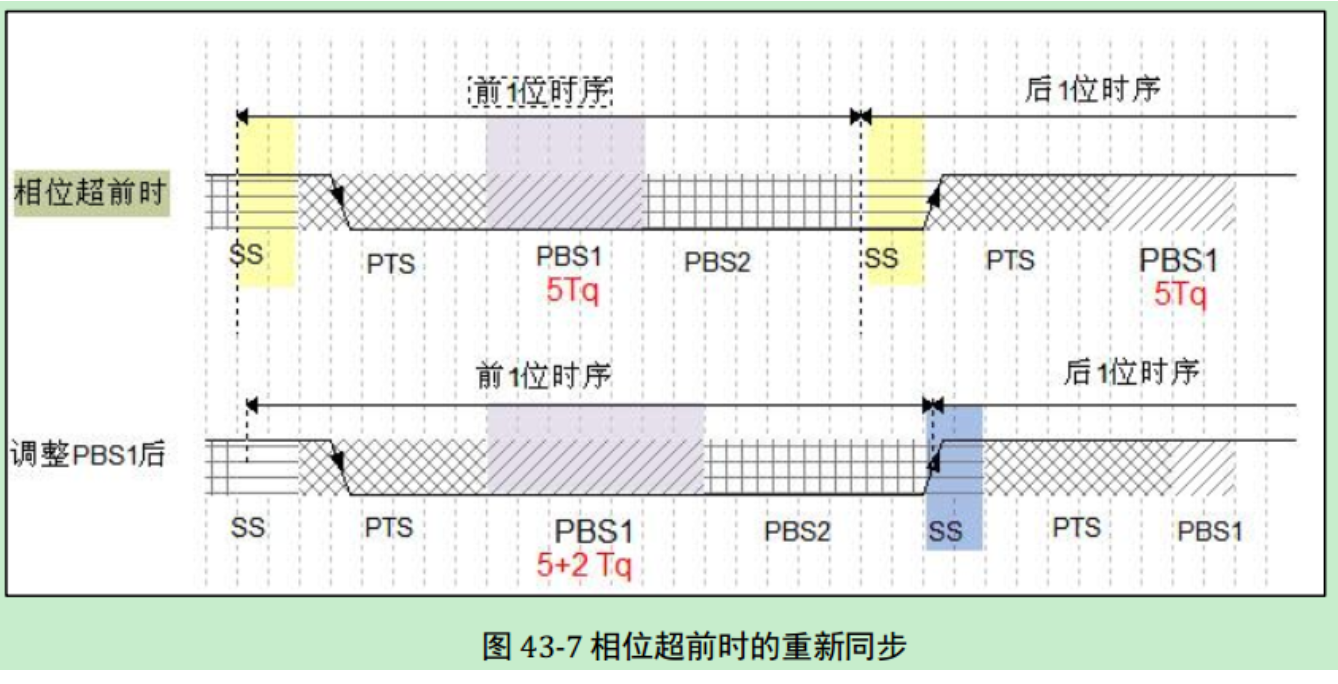 前1位时序 后1位时序
相位超前时
SS PTS PBS1 PBS2 SS PTS PBS1
5Tq 5Tq
前1位时序 后1位时序
调整PBS1后
SS PTS PBS1 PBS2 SS PTS PBS1
5+2 Tq
图 43-7 相位超前时的重新同步